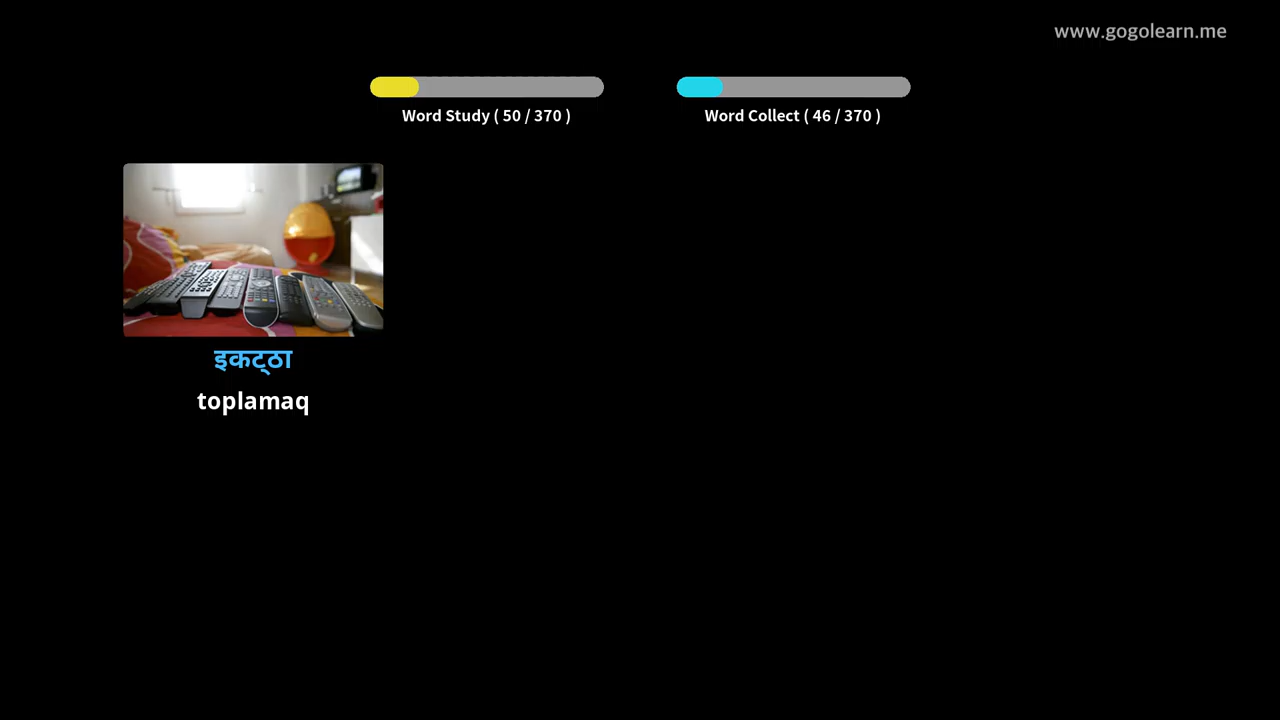 www.gogolearn.me
Word Study ( 50 / 370 )
Word Collect ( 46 / 370 )
इकट्ठा
toplamaq